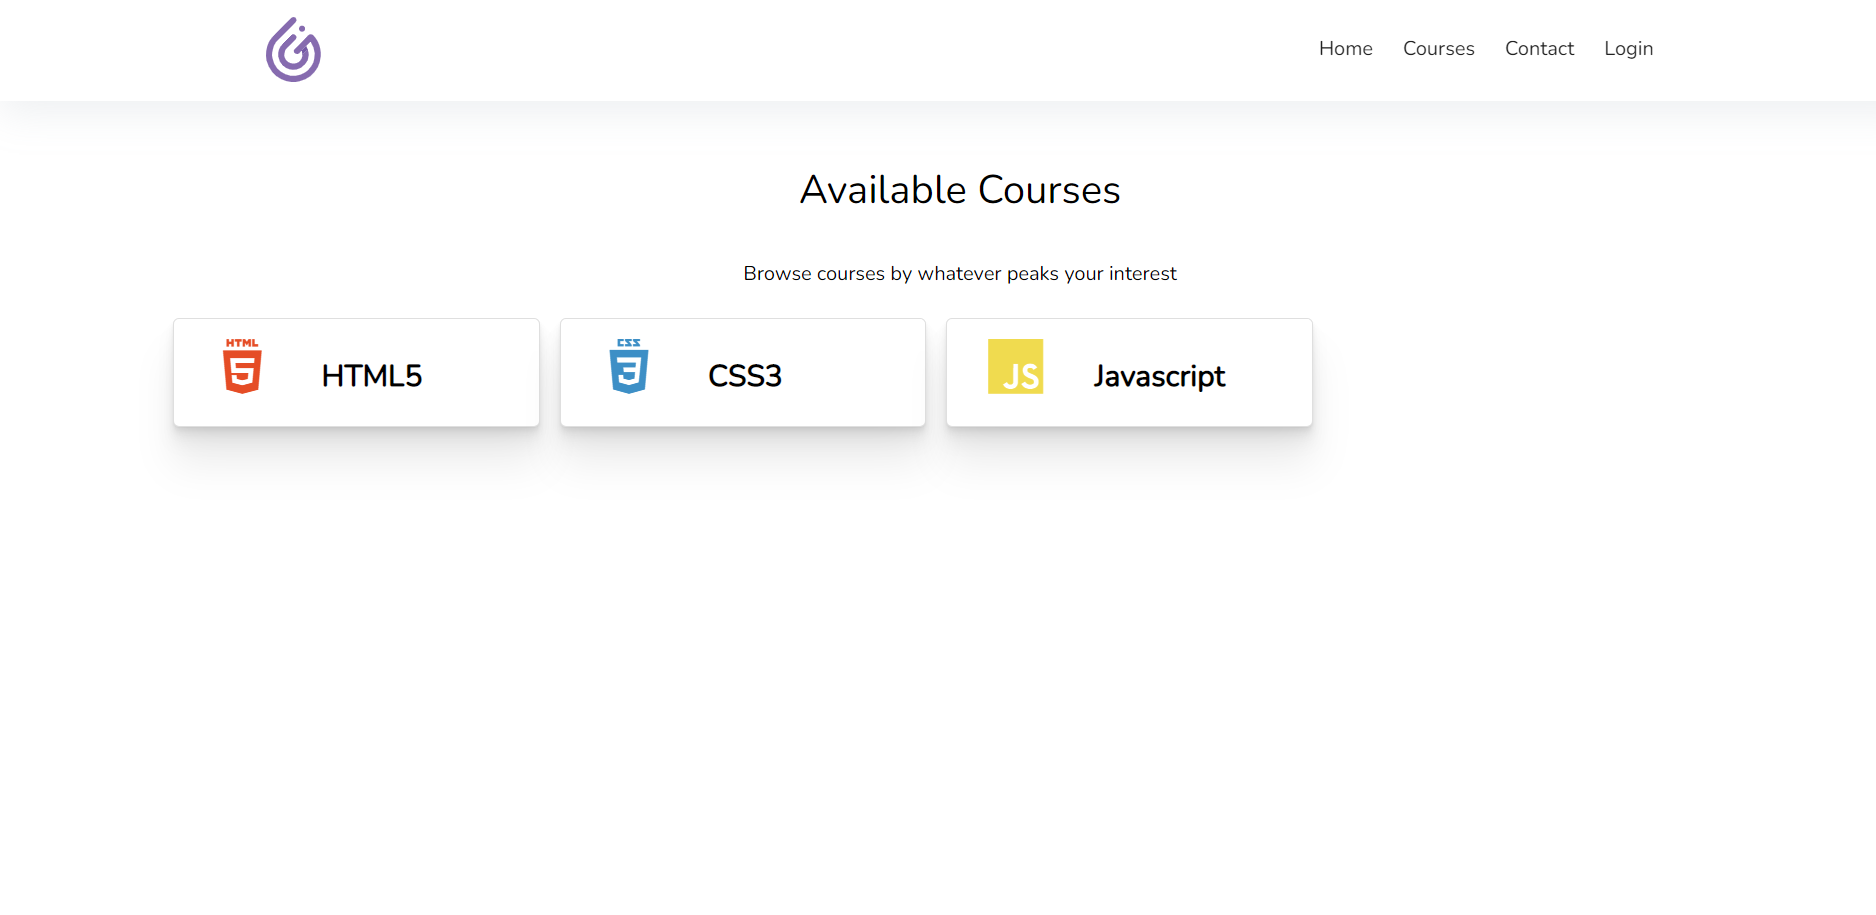 Home Courses Contact Login
Available Courses
Browse courses by whatever peaks your interest
HTML
5
HTML5
CSS
3
CSS3
JS
Javascript